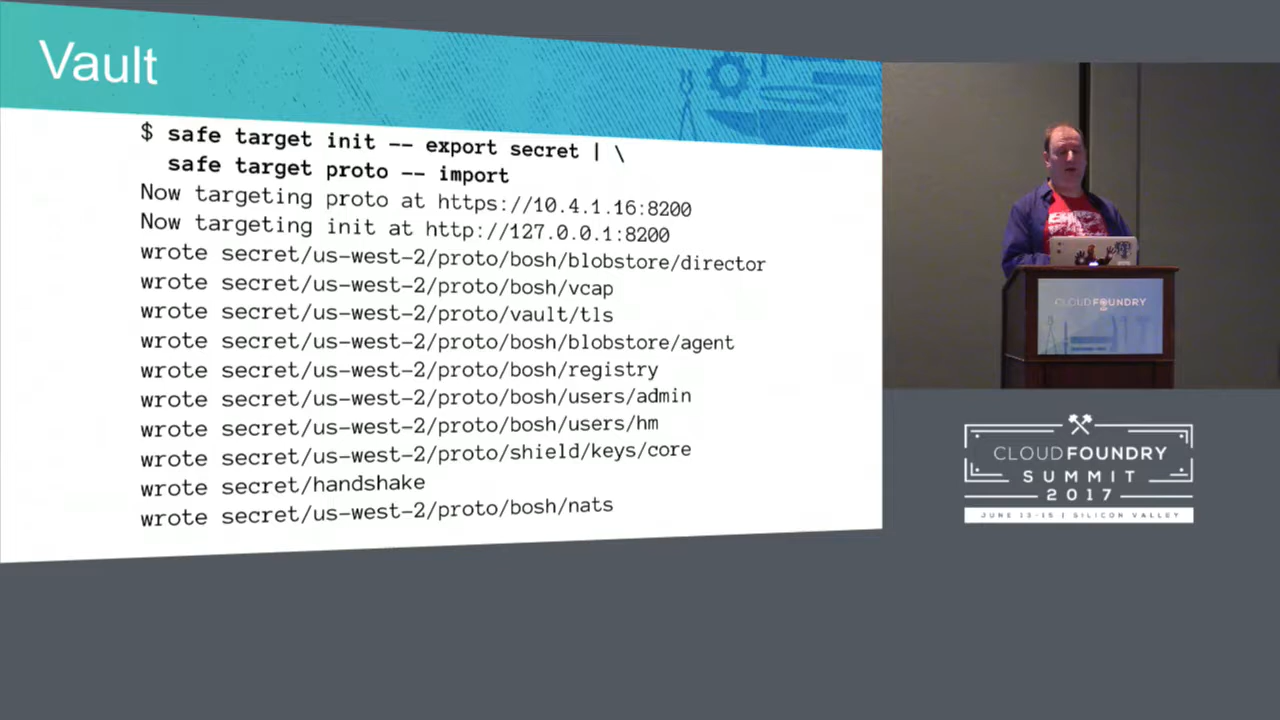 Vault
$ safe target init -- export secret | \
safe target proto -- import
Now targeting proto at https://10.4.1.16:8200
Now targeting init at http://127.0.0.1:8200
wrote secret/us-west-2/proto/bosh/blobstore/director
wrote secret/us-west-2/proto/bosh/vcap
wrote secret/us-west-2/proto/vault/tls
wrote secret/us-west-2/proto/bosh/blobstore/agent
wrote secret/us-west-2/proto/bosh/registry
wrote secret/us-west-2/proto/bosh/users/admin
wrote secret/us-west-2/proto/bosh/users/hm
wrote secret/us-west-2/proto/shield/keys/core
wrote secret/handshake
wrote secret/us-west-2/proto/bosh/nats
CLOUD FOUNDRY
CLOUD FOUNDRY
SUMMIT
2017
JUNE 13-15 | SILICON VALLEY